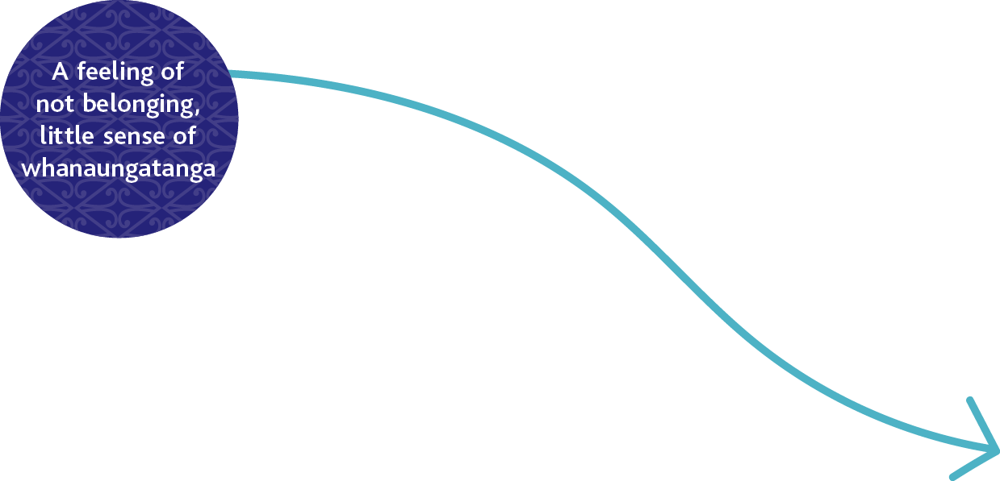 A feeling of
not belonging,
little sense of
whanaungatanga